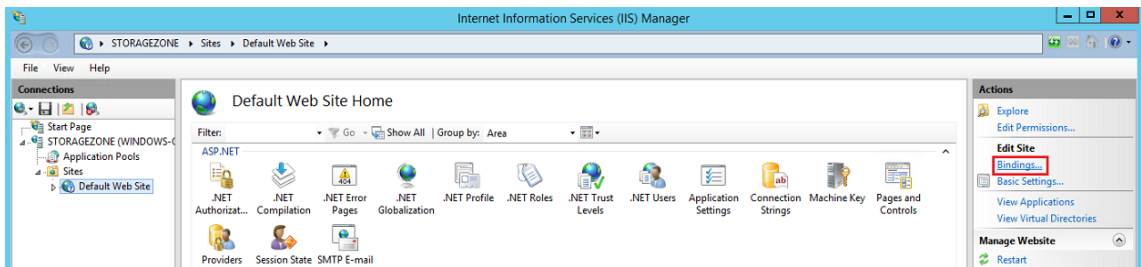 Internet Information Services (IIS) Manager
STORAGEZONE Sites Default Web Site
File View Help
Connections
Start Page
STORAGEZONE (WINDOWS-
Application Pools
Sites
Default Web Site
Default Web Site Home
Filter: Go Show All Group by: Area
ASP.NET
.NET Authorizat...
.NET Compilation
404
.NET Error Pages
.NET Globalization
.NET Profile
.NET Roles
.NET Trust Levels
.NET Users
Application Settings
ab
Connection Strings
Machine Key
Pages and Controls
Providers
Session State
SMTP E-mail
Actions
Explore
Edit Permissions...
Edit Site
Bindings...
Basic Settings...
View Applications
View Virtual Directories
Manage Website
Restart